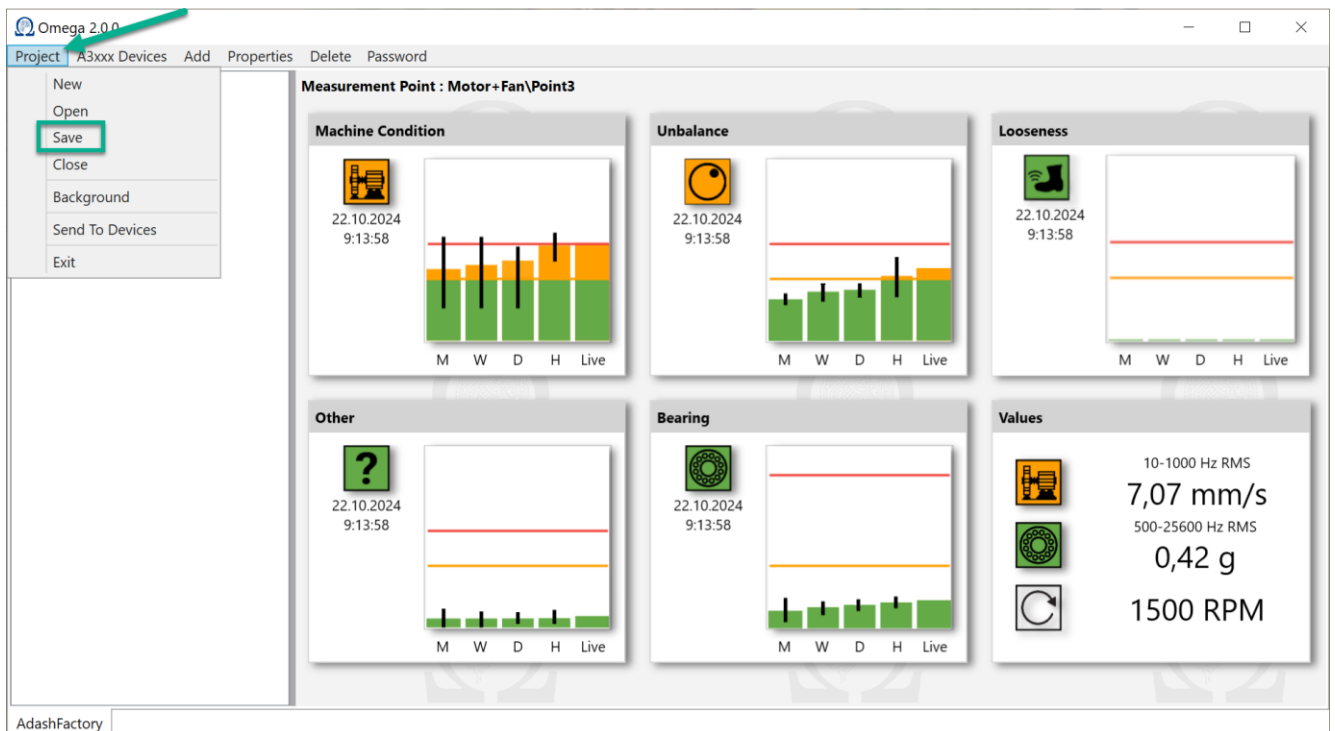 Omega 2.0.0
Project A3xxx Devices Add Properties Delete Password
New
Open
Save
Close
Background
Send To Devices
Exit
Measurement Point : Motor+Fan\Point3
Machine Condition
22.10.2024
9:13:58
M W D H Live
Unbalance
22.10.2024
9:13:58
M W D H Live
Looseness
22.10.2024
9:13:58
M W D H Live
Other
?
22.10.2024
9:13:58
M W D H Live
Bearing
22.10.2024
9:13:58
M W D H Live
Values
10-1000 Hz RMS
7,07 mm/s
500-25600 Hz RMS
0,42 g
1500 RPM
AdashFactory